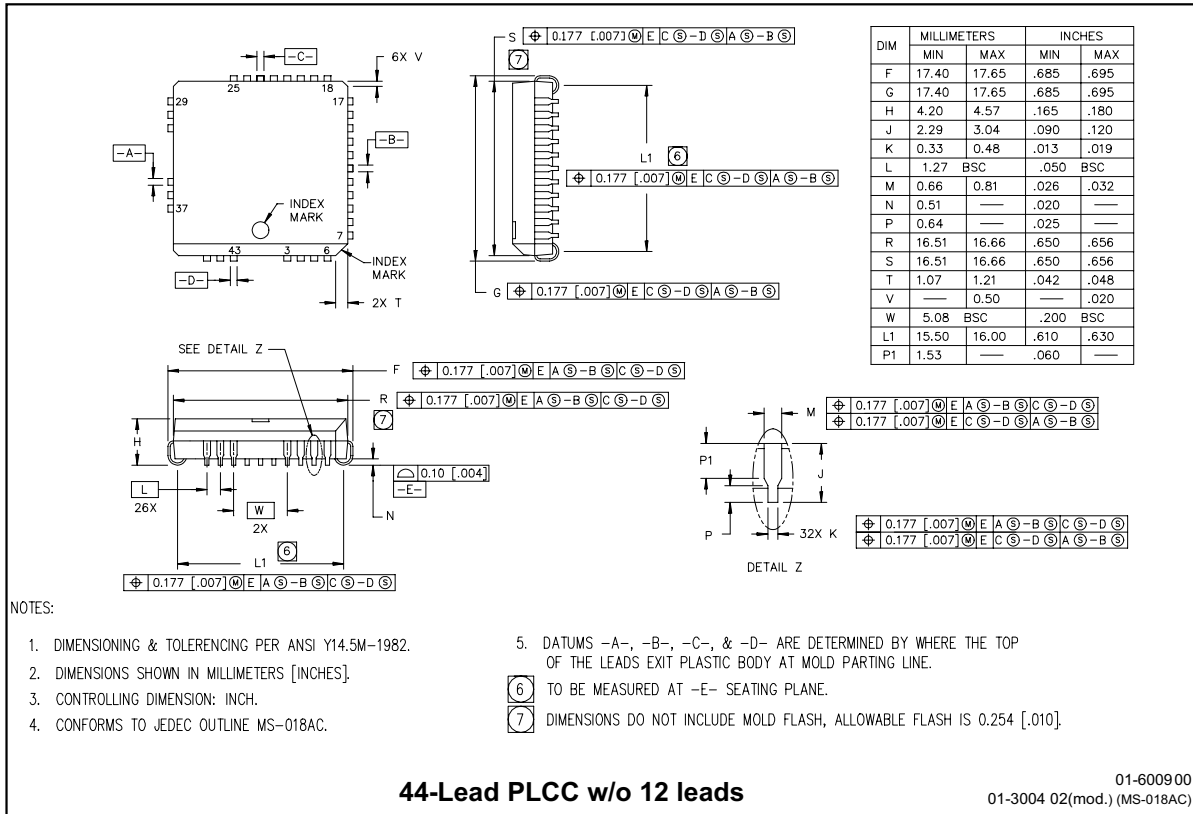 S ⌖ 0.177 [.007] Ⓜ E C Ⓢ -D Ⓢ A Ⓢ -B Ⓢ
7
-C-
6X V
25
18
29
17
-B-
-A-
37
INDEX
MARK
7
43
3
6
INDEX
MARK
-D-
2X T
L1 6
⌖ 0.177 [.007] Ⓜ E C Ⓢ -D Ⓢ A Ⓢ -B Ⓢ
G ⌖ 0.177 [.007] Ⓜ E C Ⓢ -D Ⓢ A Ⓢ -B Ⓢ
DIM MILLIMETERS INCHES
MIN MAX MIN MAX
F 17.40 17.65 .685 .695
G 17.40 17.65 .685 .695
H 4.20 4.57 .165 .180
J 2.29 3.04 .090 .120
K 0.33 0.48 .013 .019
L 1.27 BSC .050 BSC
M 0.66 0.81 .026 .032
N 0.51 — .020 —
P 0.64 — .025 —
R 16.51 16.66 .650 .656
S 16.51 16.66 .650 .656
T 1.07 1.21 .042 .048
V — 0.50 — .020
W 5.08 BSC .200 BSC
L1 15.50 16.00 .610 .630
P1 1.53 — .060 —
SEE DETAIL Z
F ⌖ 0.177 [.007] Ⓜ E A Ⓢ -B Ⓢ C Ⓢ -D Ⓢ
R ⌖ 0.177 [.007] Ⓜ E A Ⓢ -B Ⓢ C Ⓢ -D Ⓢ
7
H
⌓ 0.10 [.004]
-E-
L
26X
W
2X
N
L1 6
⌖ 0.177 [.007] Ⓜ E A Ⓢ -B Ⓢ C Ⓢ -D Ⓢ
M ⌖ 0.177 [.007] Ⓜ E A Ⓢ -B Ⓢ C Ⓢ -D Ⓢ
⌖ 0.177 [.007] Ⓜ E C Ⓢ -D Ⓢ A Ⓢ -B Ⓢ
P1
J
P
32X K
⌖ 0.177 [.007] Ⓜ E A Ⓢ -B Ⓢ C Ⓢ -D Ⓢ
⌖ 0.177 [.007] Ⓜ E C Ⓢ -D Ⓢ A Ⓢ -B Ⓢ
DETAIL Z
NOTES:
1. DIMENSIONING & TOLERENCING PER ANSI Y14.5M-1982.
2. DIMENSIONS SHOWN IN MILLIMETERS [INCHES].
3. CONTROLLING DIMENSION: INCH.
4. CONFORMS TO JEDEC OUTLINE MS-018AC.
5. DATUMS -A-, -B-, -C-, & -D- ARE DETERMINED BY WHERE THE TOP
OF THE LEADS EXIT PLASTIC BODY AT MOLD PARTING LINE.
6 TO BE MEASURED AT -E- SEATING PLANE.
7 DIMENSIONS DO NOT INCLUDE MOLD FLASH, ALLOWABLE FLASH IS 0.254 [.010].
44-Lead PLCC w/o 12 leads
01-6009 00
01-3004 02(mod.) (MS-018AC)